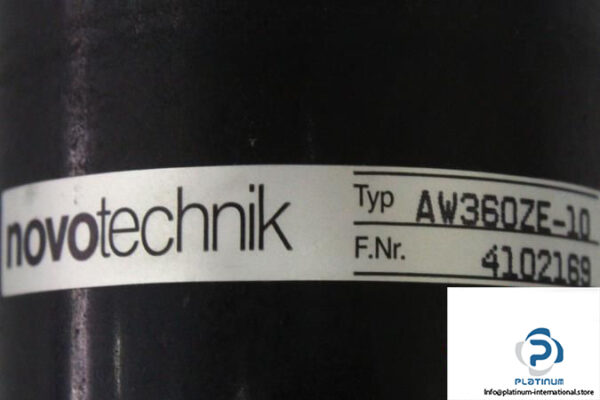 novotechnik
Typ AW360ZE-10
F.Nr. 4102169
P
PLATINUM
info@platinum-international.store